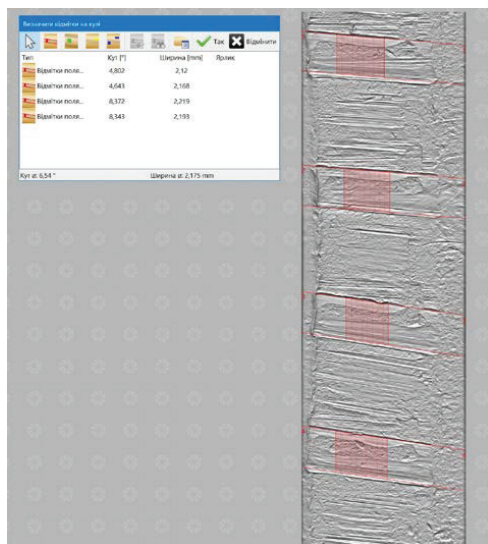 Визначити відмітки на кулі
Так Відмінити
Тип Кут [°] Ширина [mm] Ярлик
Відмітки поля... 4,802 2,12
Відмітки поля... 4,643 2,168
Відмітки поля... 8,372 2,219
Відмітки поля... 8,343 2,193
Кут ø: 6,54 ° Ширина ø: 2,175 mm